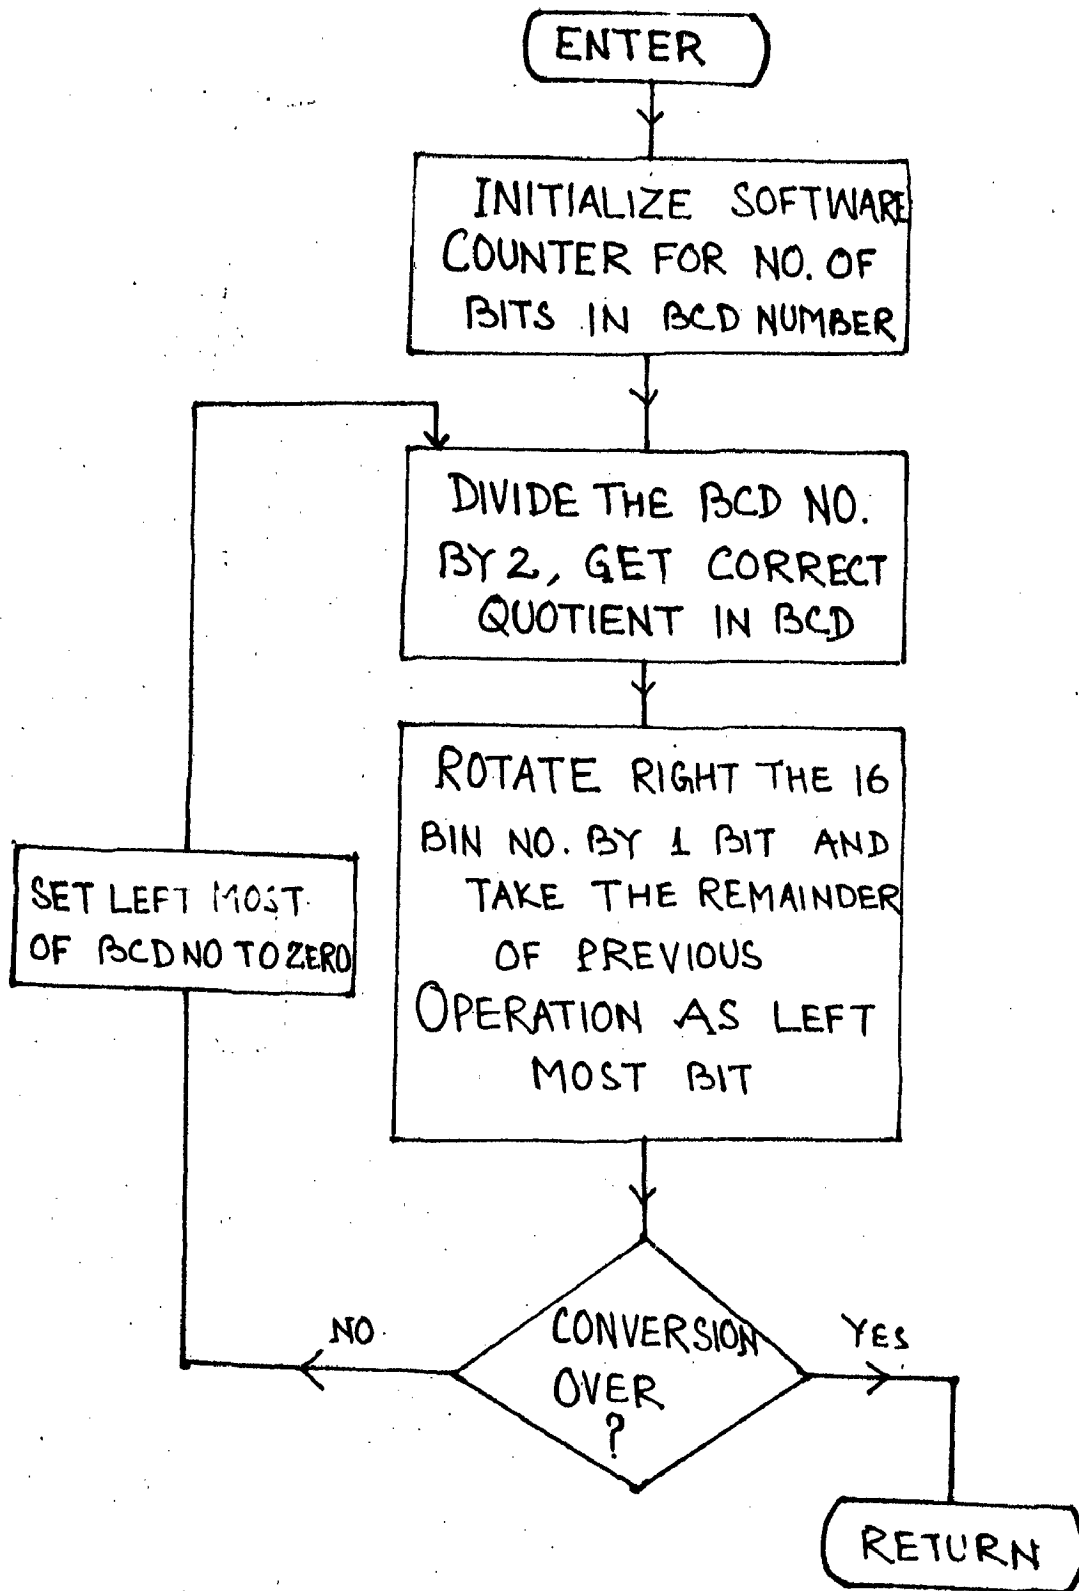 ENTER
INITIALIZE SOFTWARE
COUNTER FOR NO. OF
BITS IN BCD NUMBER
DIVIDE THE BCD NO.
BY 2, GET CORRECT
QUOTIENT IN BCD
ROTATE RIGHT THE 16
BIN NO. BY 1 BIT AND
TAKE THE REMAINDER
OF PREVIOUS
OPERATION AS LEFT
MOST BIT
SET LEFT MOST
OF BCD NO TO ZERO
CONVERSION
OVER
?
NO
YES
RETURN